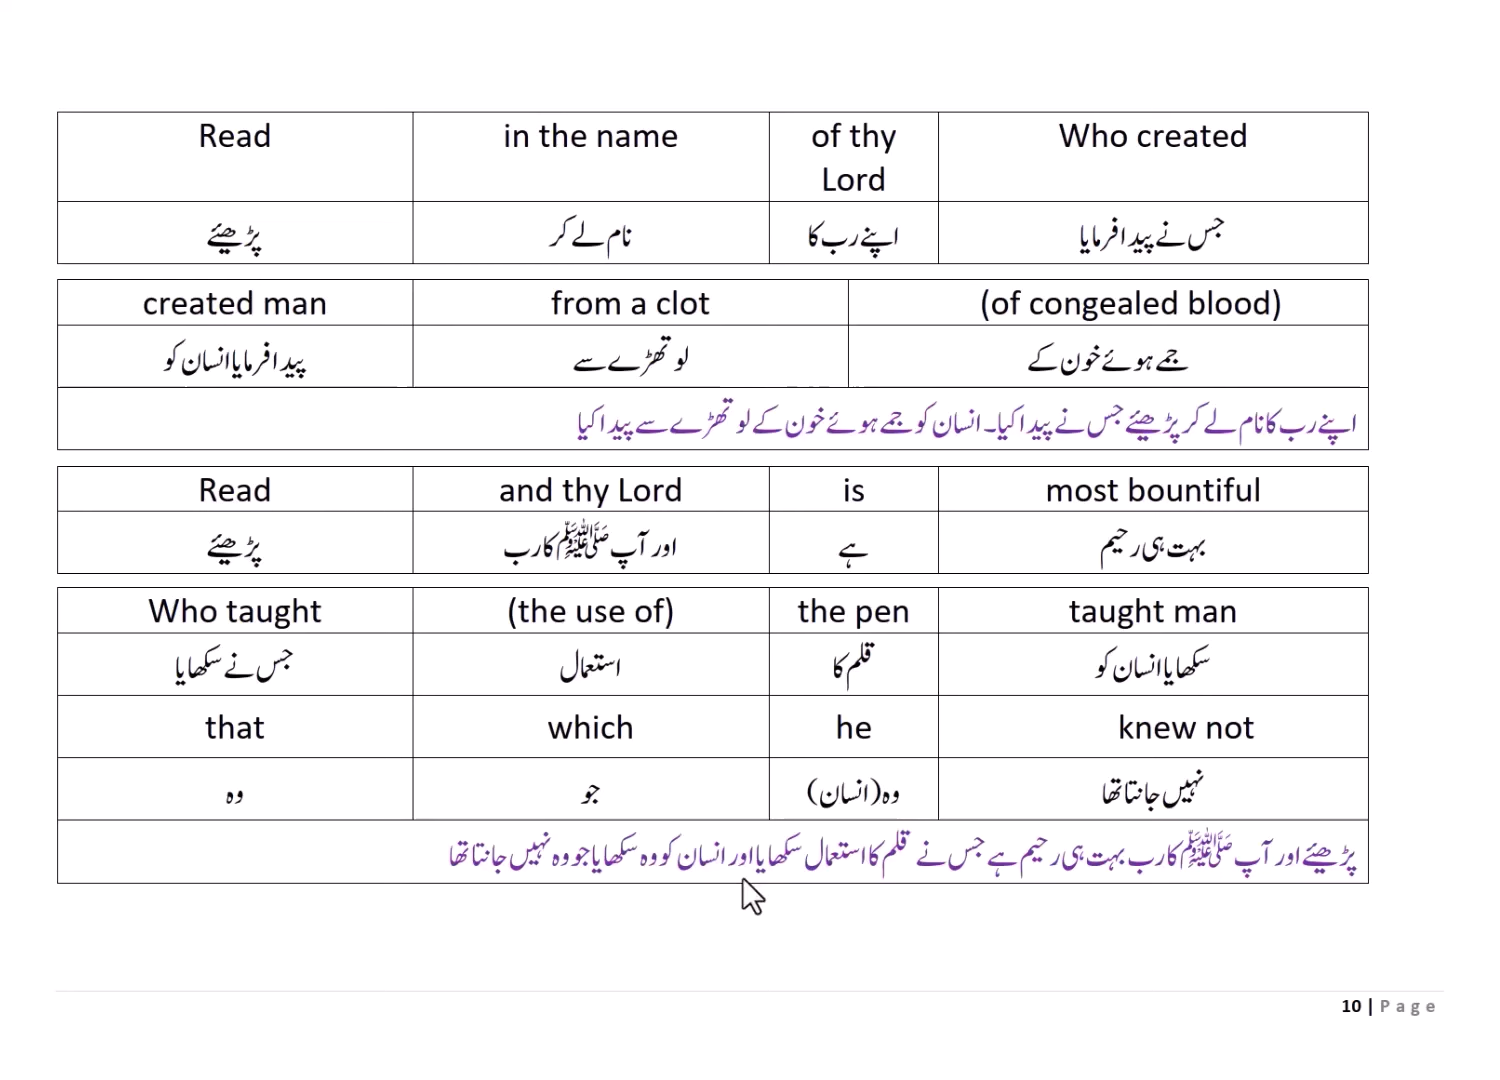 Read in the name of thy Who created
Lord
پڑھیئے نام لے کر اپنے رب کا جس نے پیدا فرمایا
created man from a clot (of congealed blood)
پیدا فرمایا انسان کو لوتھڑے سے جمے ہوئے خون کے
اپنے رب کا نام لے کر پڑھیئے جس نے پیدا کیا۔ انسان کو جمے ہوئے خون کے لوتھڑے سے پیدا کیا
Read and thy Lord is most bountiful
پڑھیئے اور آپ ﷺ کا رب ہے بہت ہی رحیم
Who taught (the use of) the pen taught man
جس نے سکھایا استعمال قلم کا سکھایا انسان کو
that which he knew not
وہ جو وہ (انسان) نہیں جانتا تھا
پڑھیئے اور آپ ﷺ کا رب بہت ہی رحیم ہے جس نے قلم کا استعمال سکھایا اور انسان کو وہ سکھایا جو وہ نہیں جانتا تھا
10 | Page